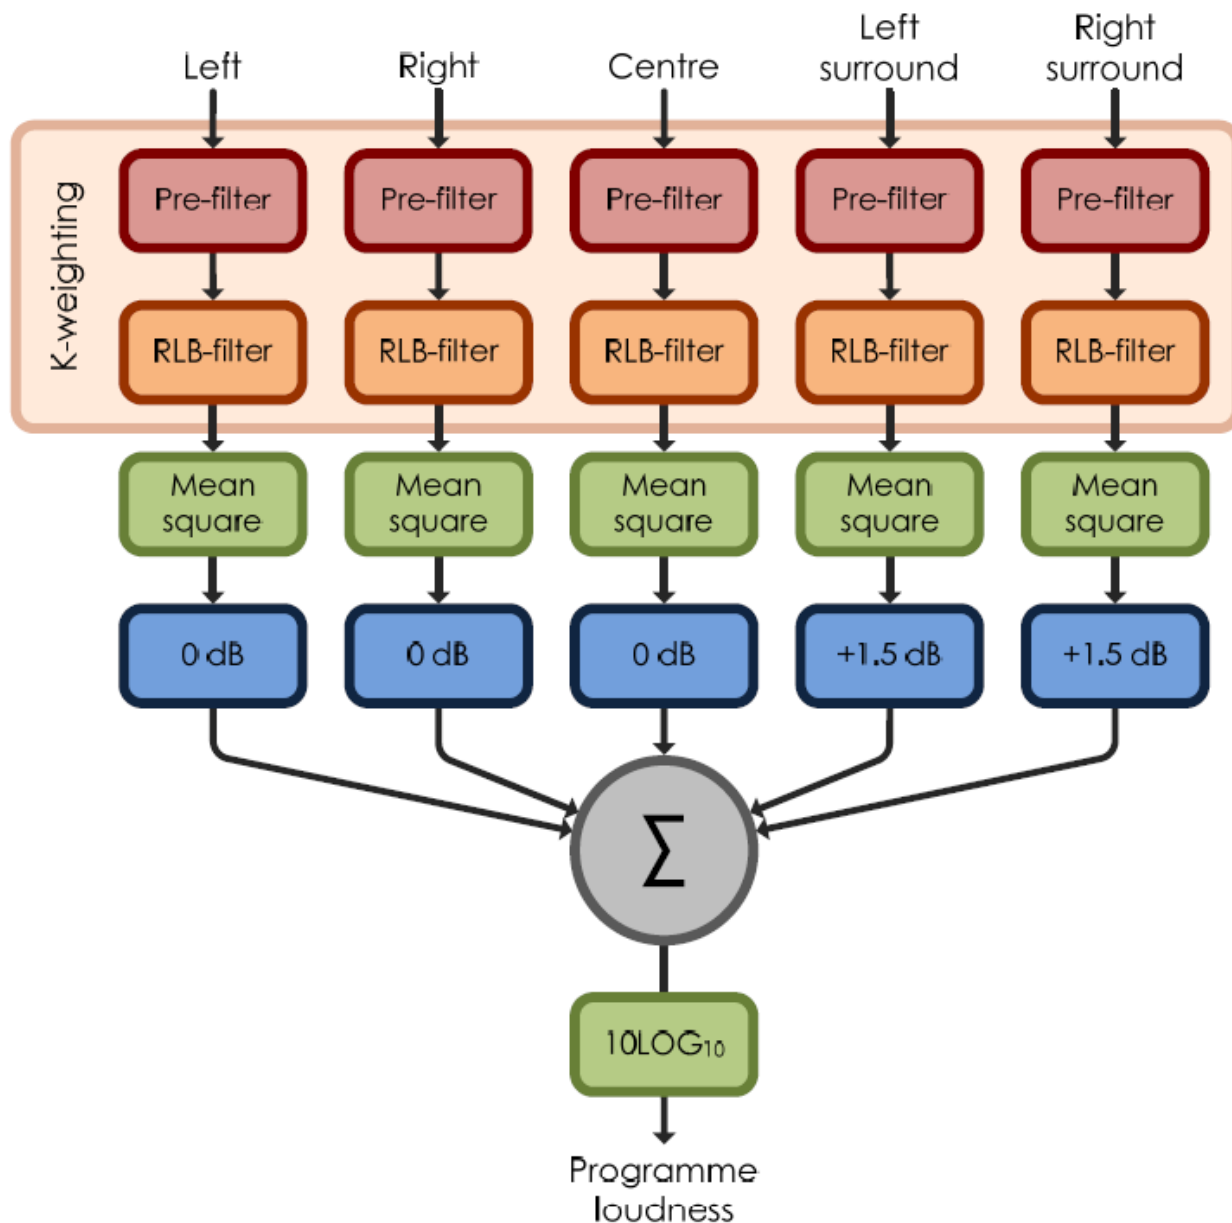 Left
Right
Centre
Left
surround
Right
surround
K-weighting
Pre-filter
Pre-filter
Pre-filter
Pre-filter
Pre-filter
RLB-filter
RLB-filter
RLB-filter
RLB-filter
RLB-filter
Mean
square
Mean
square
Mean
square
Mean
square
Mean
square
0 dB
0 dB
0 dB
+1.5 dB
+1.5 dB
∑
10LOG₁₀
Programme
loudness